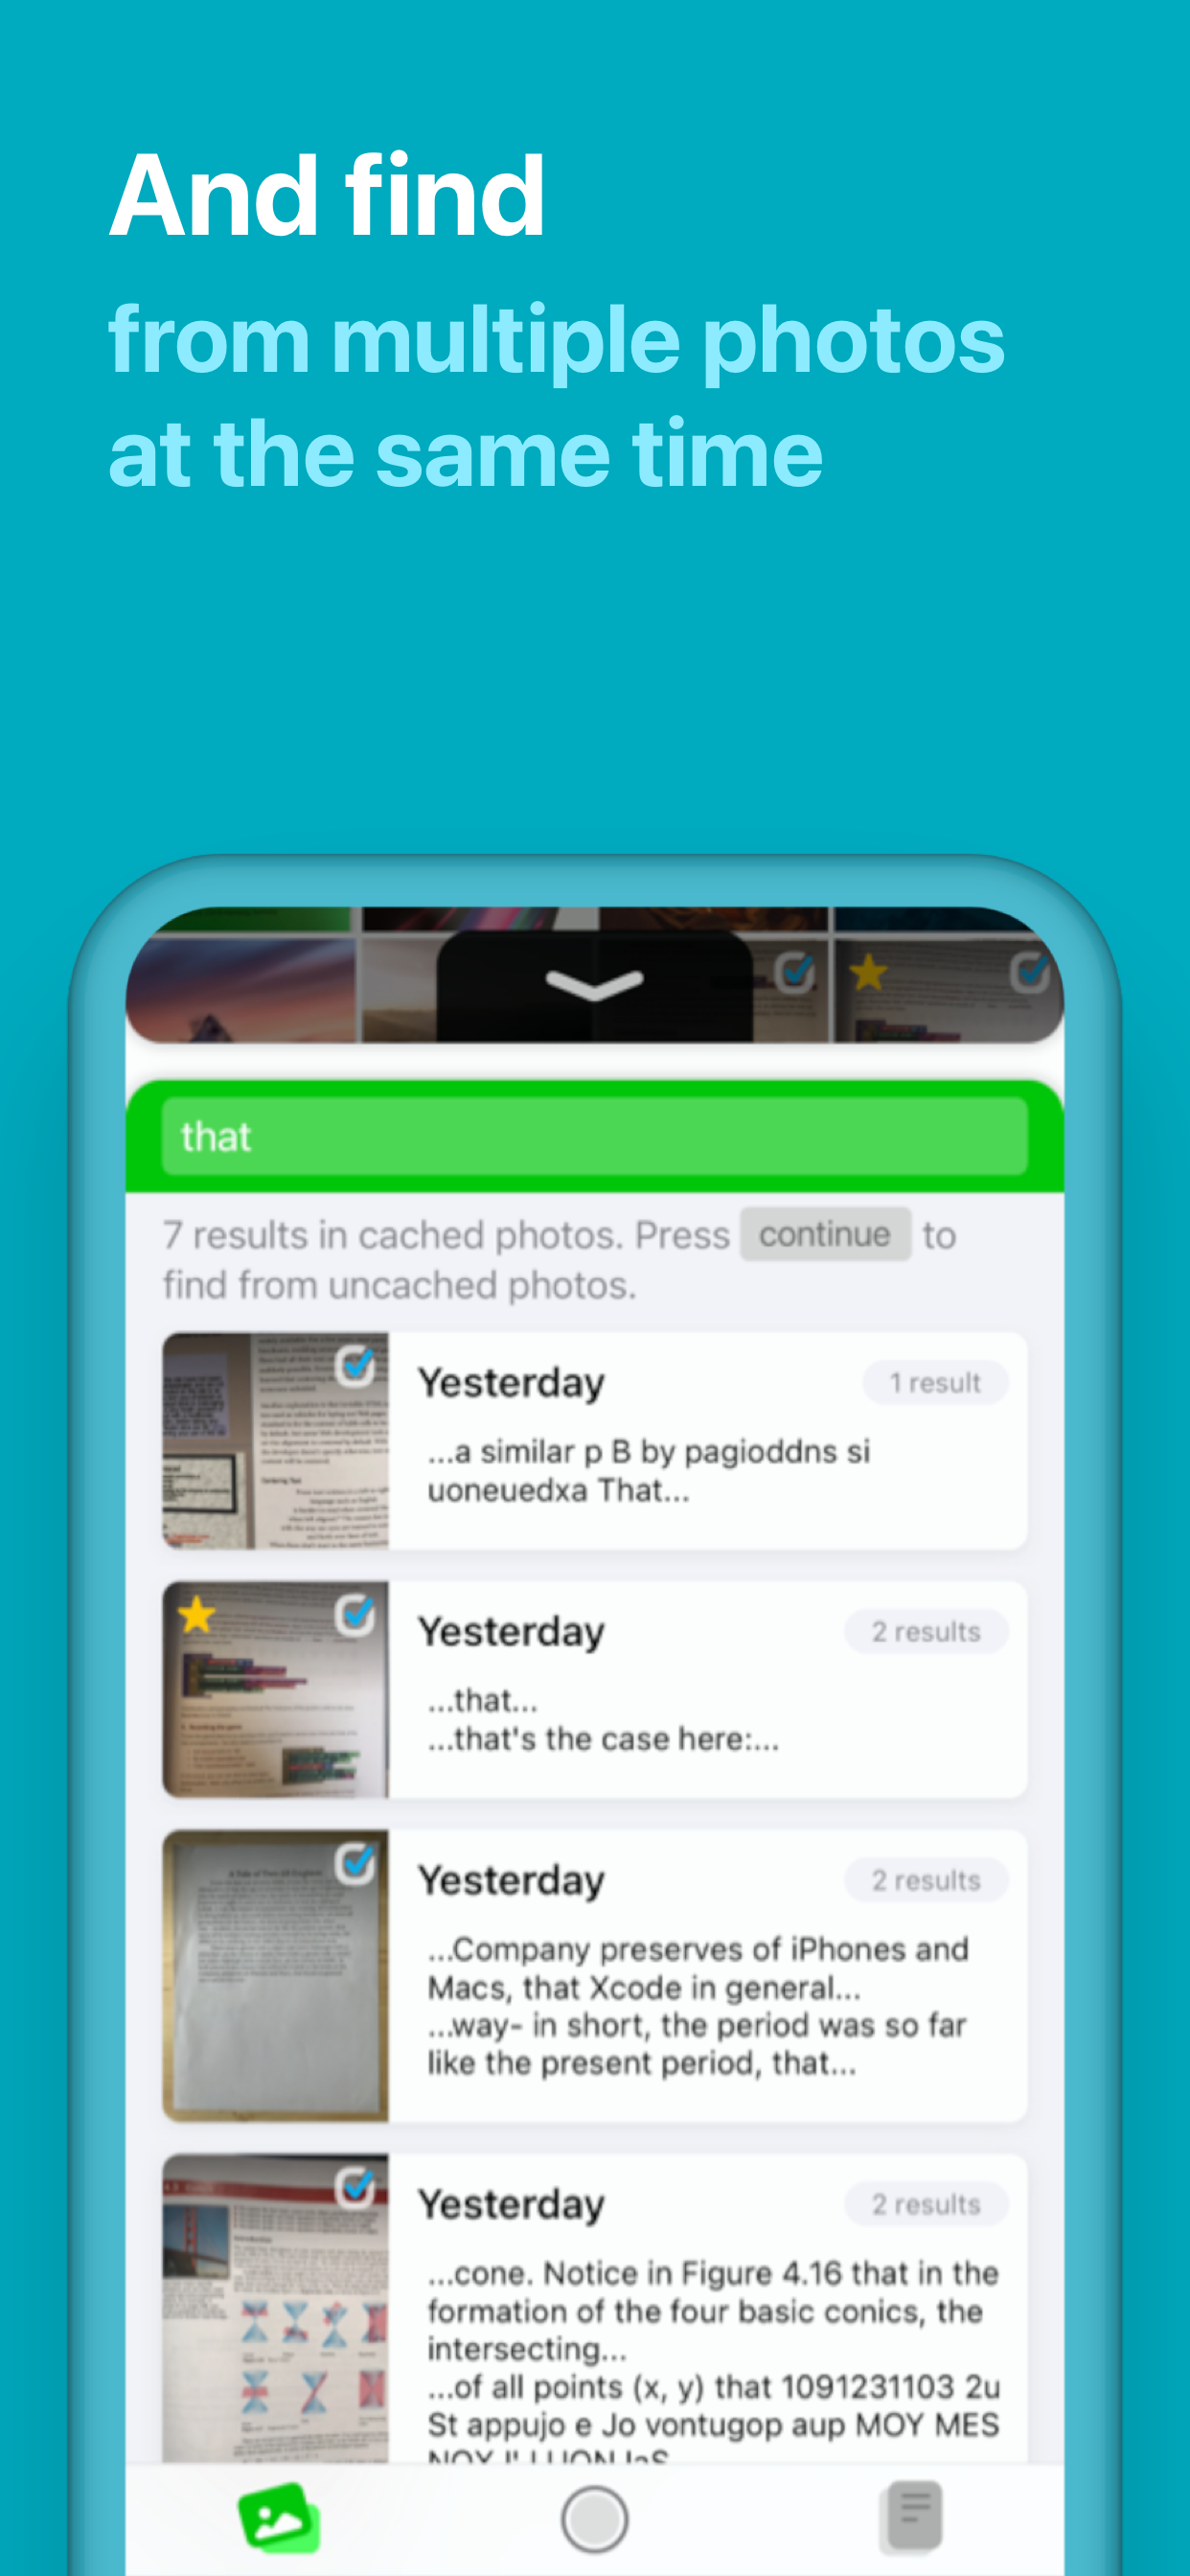 And find
from multiple photos
at the same time
that
7 results in cached photos. Press continue to
find from uncached photos.
Yesterday
1 result
...a similar p B by pagioddns si
uoneuedxa That...
Yesterday
2 results
...that...
...that's the case here:...
A Tale of Two
Yesterday
2 results
...Company preserves of iPhones and
Macs, that Xcode in general...
...way- in short, the period was so far
like the present period, that...
Yesterday
2 results
...cone. Notice in Figure 4.16 that in the
formation of the four basic conics, the
intersecting...
...of all points (x, y) that 1091231103 2u
St appujo e Jo vontugop aup MOY MES